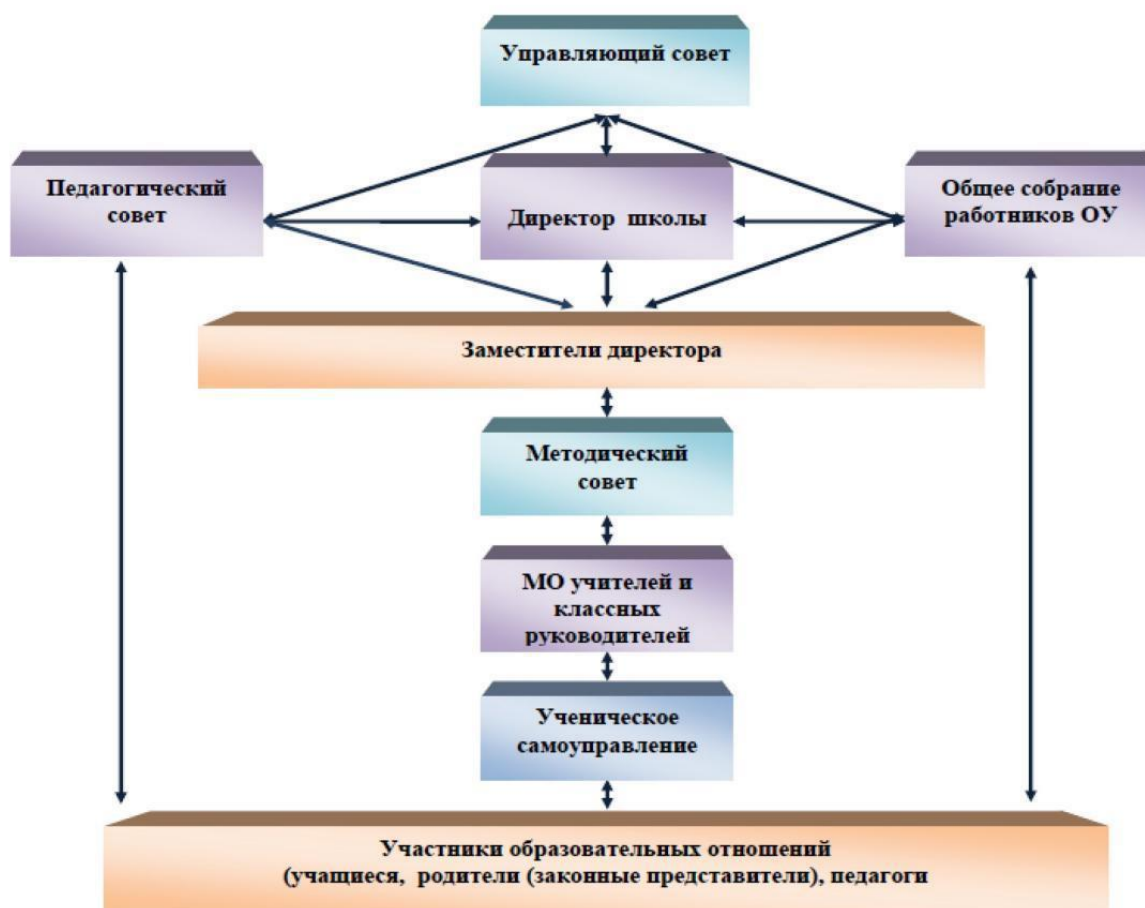 Управляющий совет
Педагогический
совет
Директор школы
Общее собрание
работников ОУ
Заместители директора
Методический
совет
МО учителей и
классных
руководителей
Ученическое
самоуправление
Участники образовательных отношений
(учащиеся, родители (законные представители), педагоги